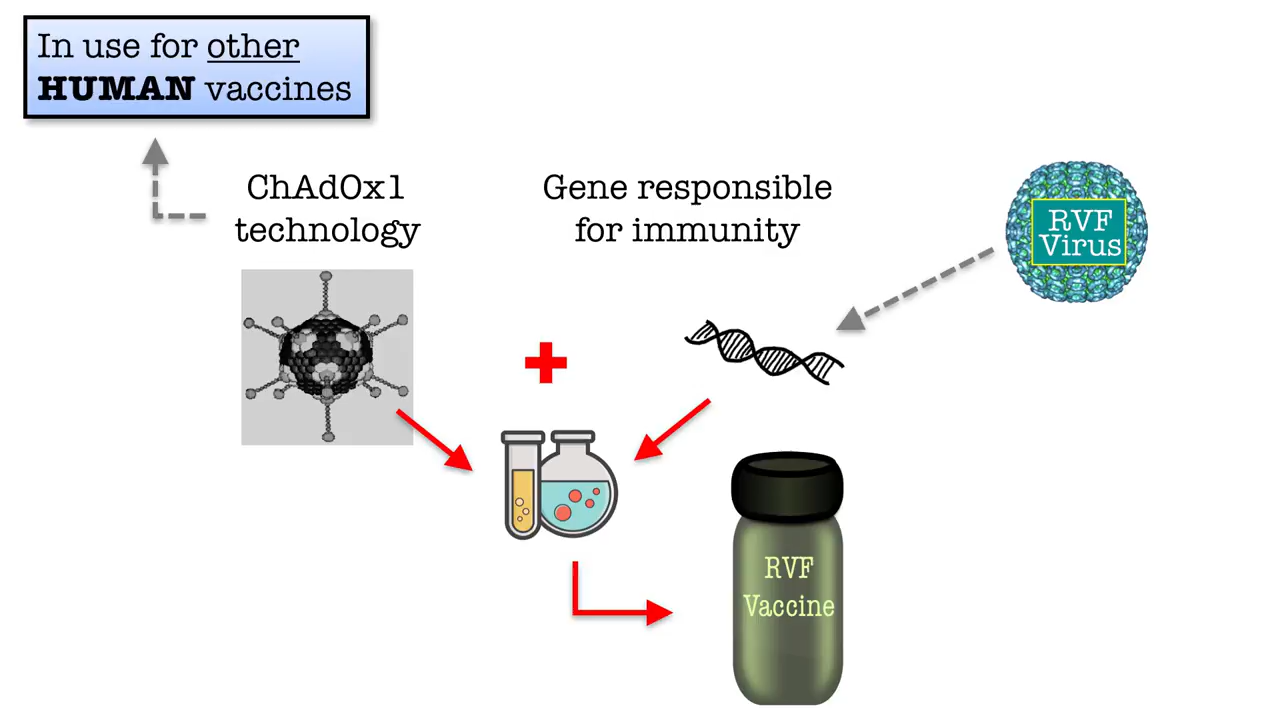 In use for other
HUMAN vaccines
ChAdOx1
technology
Gene responsible
for immunity
RVF
Virus
RVF
Vaccine